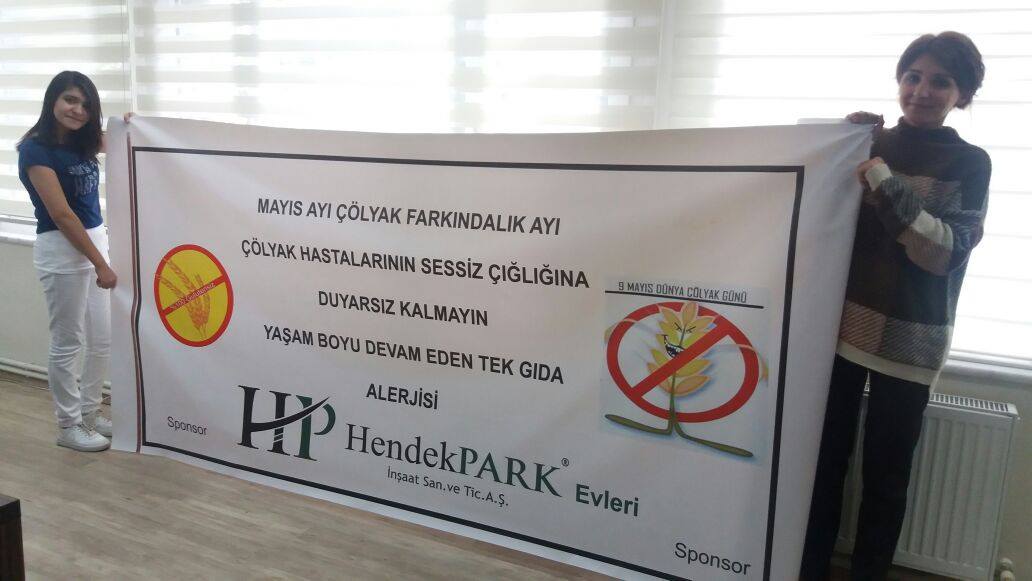 MAYIS AYI ÇÖLYAK FARKINDALIK AYI
ÇÖLYAK HASTALARININ SESSİZ ÇIĞLIĞINA
DUYARSIZ KALMAYIN
YAŞAM BOYU DEVAM EDEN TEK GIDA
ALERJİSİ
9 MAYIS DÜNYA ÇÖLYAK GÜNÜ
Sponsor
HP HendekPARK® Evleri
İnşaat San.ve Tic.A.Ş.
Sponsor